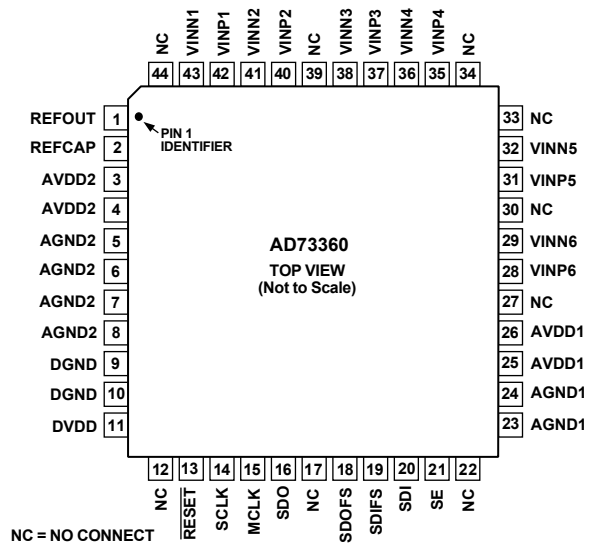 NC VINN1 VINP1 VINN2 VINP2 NC VINN3 VINP3 VINN4 VINP4 NC
44 43 42 41 40 39 38 37 36 35 34
REFOUT 1
REFCAP 2
AVDD2 3
AVDD2 4
AGND2 5
AGND2 6
AGND2 7
AGND2 8
DGND 9
DGND 10
DVDD 11
PIN 1
IDENTIFIER
AD73360
TOP VIEW
(Not to Scale)
33 NC
32 VINN5
31 VINP5
30 NC
29 VINN6
28 VINP6
27 NC
26 AVDD1
25 AVDD1
24 AGND1
23 AGND1
12 13 14 15 16 17 18 19 20 21 22
NC RESET SCLK MCLK SDO NC SDOFS SDIFS SDI SE NC
NC = NO CONNECT